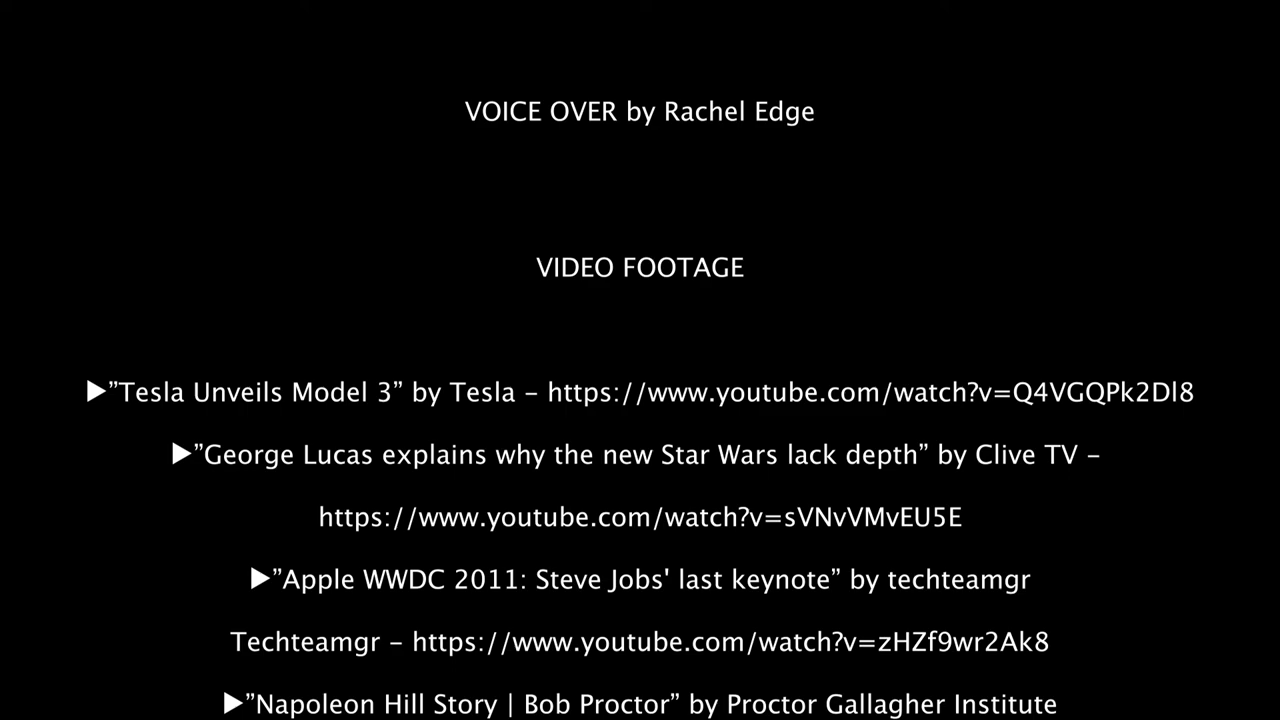 VOICE OVER by Rachel Edge
VIDEO FOOTAGE
▶”Tesla Unveils Model 3” by Tesla – https://www.youtube.com/watch?v=Q4VGQPk2Dl8
▶”George Lucas explains why the new Star Wars lack depth” by Clive TV –
https://www.youtube.com/watch?v=sVNvVMvEU5E
▶”Apple WWDC 2011: Steve Jobs' last keynote” by techteamgr
Techteamgr – https://www.youtube.com/watch?v=zHZf9wr2Ak8
▶”Napoleon Hill Story | Bob Proctor” by Proctor Gallagher Institute